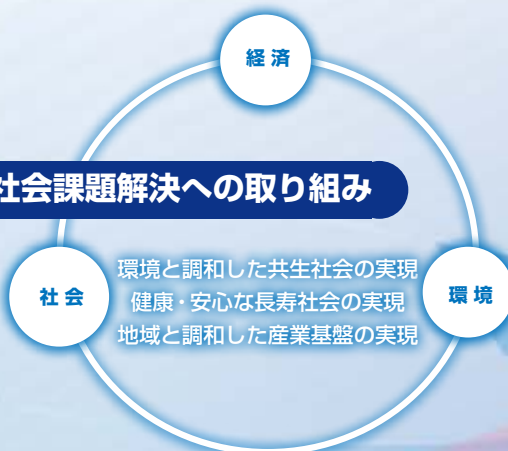 経済
社会課題解決への取り組み
環境と調和した共生社会の実現
社会
健康・安心な長寿社会の実現
環境
地域と調和した産業基盤の実現